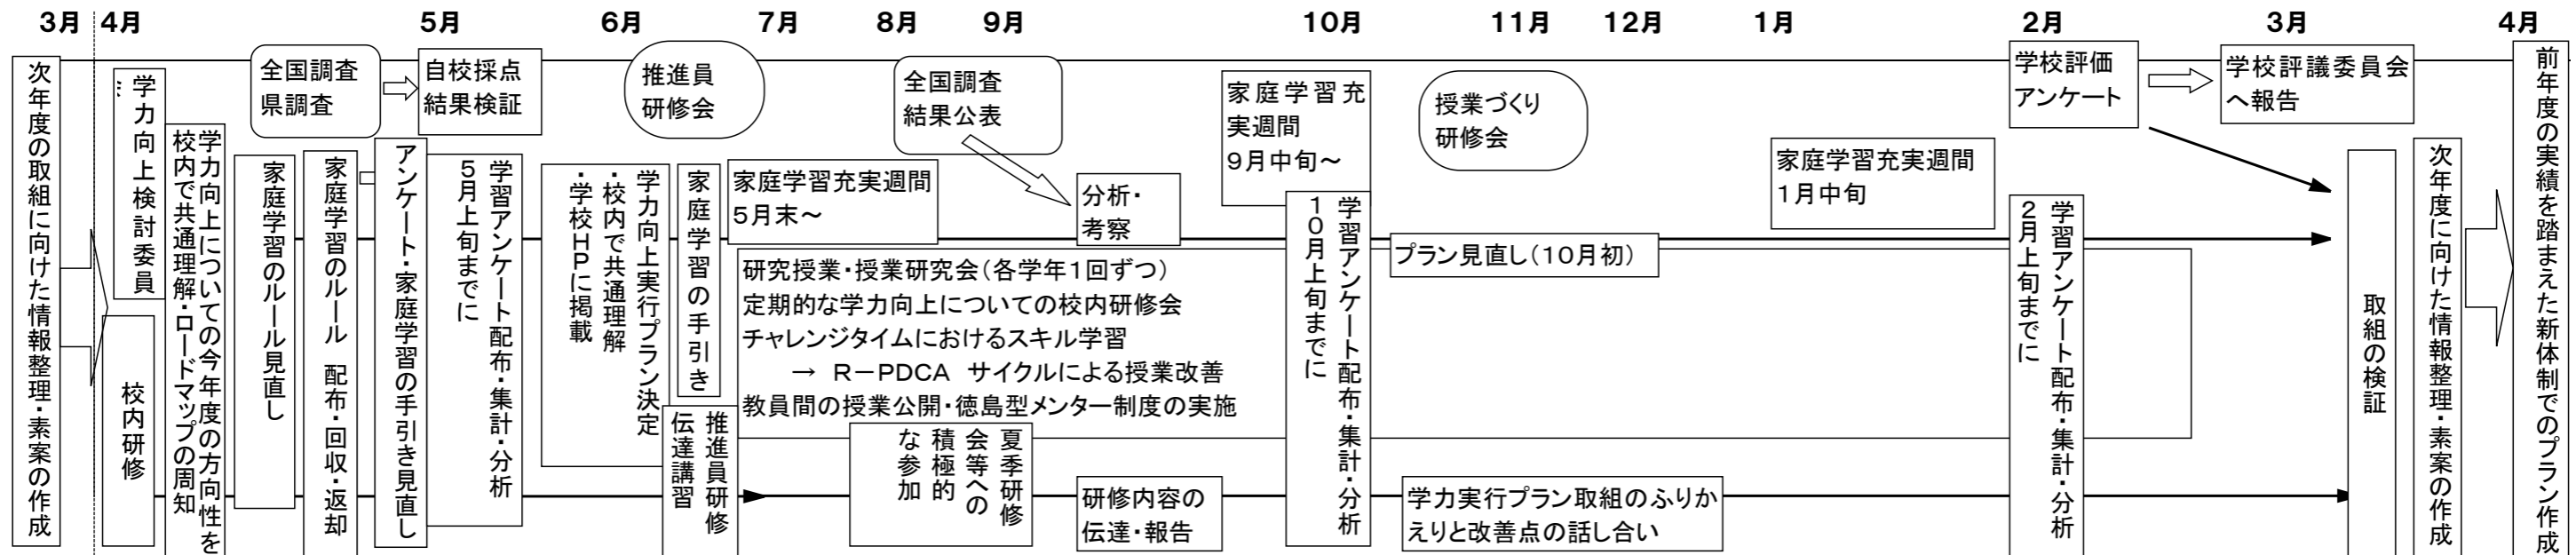 3月
4月
5月
6月
7月
8月
9月
10月
11月
12月
1月
2月
3月
4月
次年度の取組に向けた情報整理・素案の作成
学力向上検討委員
校内研修
学力向上についての今年度の方向性を
校内で共通理解・ロードマップの周知
全国調査
県調査
家庭学習のルール見直し
家庭学習のルール 配布・回収・返却
自校採点
結果検証
アンケート・家庭学習の手引き見直し
学習アンケート配布・集計・分析
5月上旬までに
推進員
研修会
学力向上実行プラン決定
・校内で共通理解
・学校HPに掲載
家庭学習の手引き
推進員研修
伝達講習
家庭学習充実週間
5月末～
研究授業・授業研究会(各学年1回ずつ)
定期的な学力向上についての校内研修会
チャレンジタイムにおけるスキル学習
→ R－PDCA サイクルによる授業改善
教員間の授業公開・徳島型メンター制度の実施
夏季研修
会等への
積極的
な参加
全国調査
結果公表
分析・
考察
研修内容の
伝達・報告
家庭学習充
実週間
9月中旬～
学習アンケート配布・集計・分析
10月上旬までに
授業づくり
研修会
プラン見直し(10月初)
学力実行プラン取組のふりか
えりと改善点の話し合い
家庭学習充実週間
1月中旬
学校評価
アンケート
学習アンケート配布・集計・分析
2月上旬までに
学校評議委員会
へ報告
取組の検証
次年度に向けた情報整理・素案の作成
前年度の実績を踏まえた新体制でのプラン作成